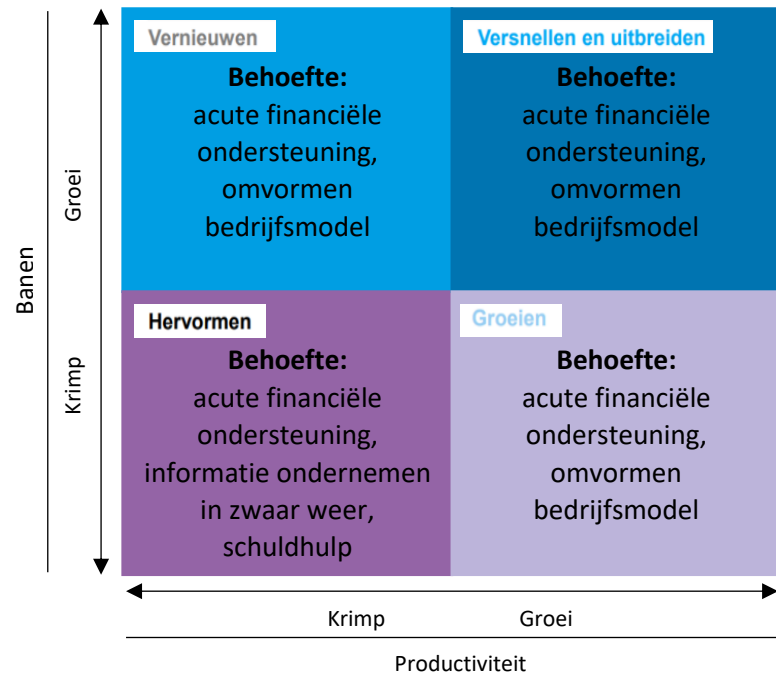 Vernieuwen
Behoefte:
acute financiële
ondersteuning,
omvormen
bedrijfsmodel
Versnellen en uitbreiden
Behoefte:
acute financiële
ondersteuning,
omvormen
bedrijfsmodel
Hervormen
Behoefte:
acute financiële
ondersteuning,
informatie ondernemen
in zwaar weer,
schuldhulp
Groeien
Behoefte:
acute financiële
ondersteuning,
omvormen
bedrijfsmodel
Banen
Groei
Krimp
Krimp
Groei
Productiviteit